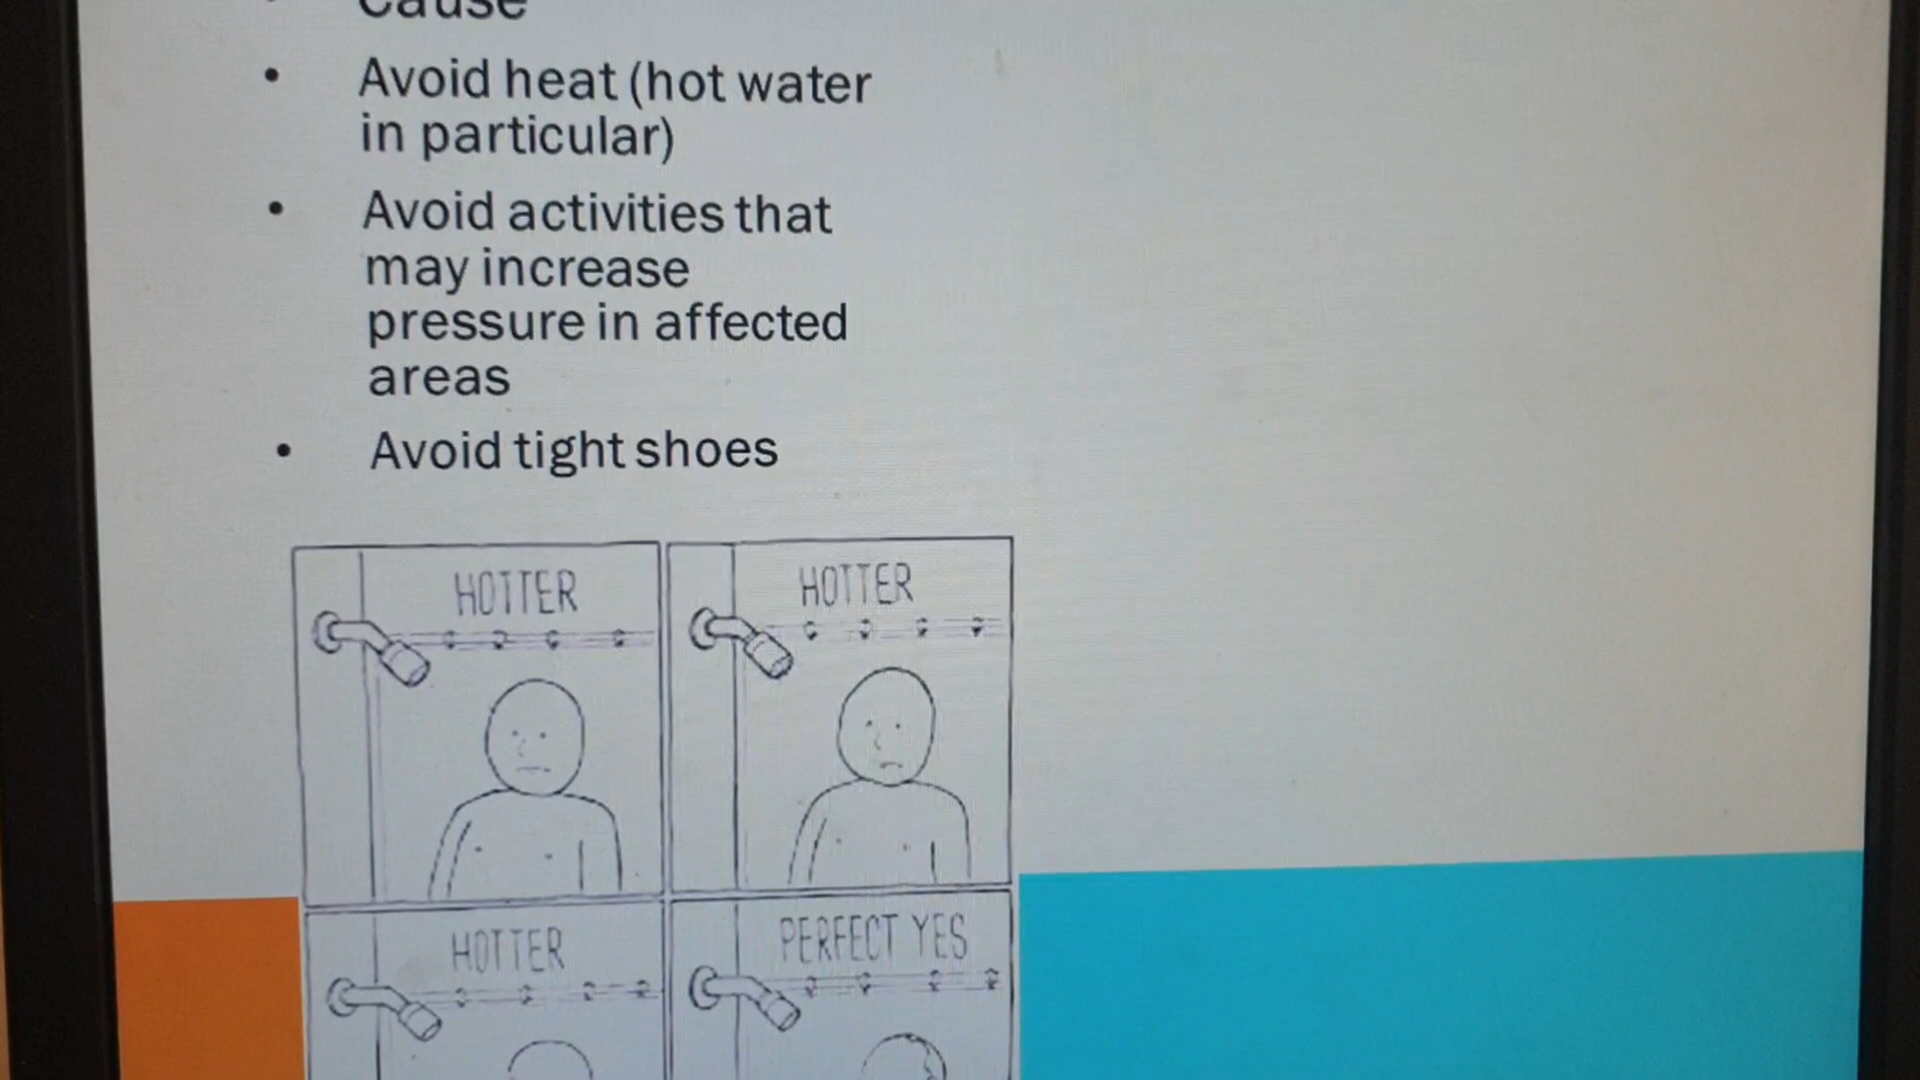 Cause
• Avoid heat (hot water
in particular)
• Avoid activities that
may increase
pressure in affected
areas
• Avoid tight shoes
HOTTER
HOTTER
HOTTER
PERFECT YES